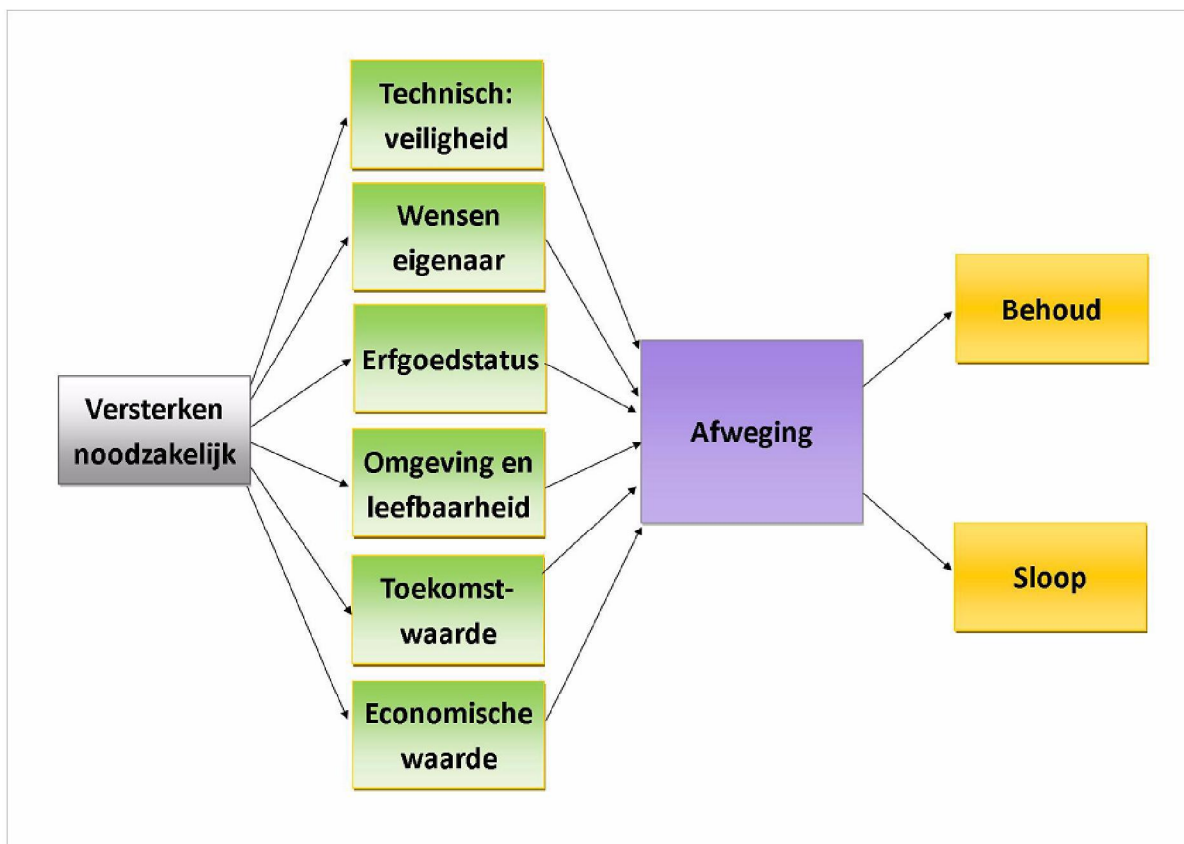 Versterken
noodzakelijk
Technisch:
veiligheid
Wensen
eigenaar
Erfgoedstatus
Omgeving en
leefbaarheid
Toekomst-
waarde
Economische
waarde
Afweging
Behoud
Sloop